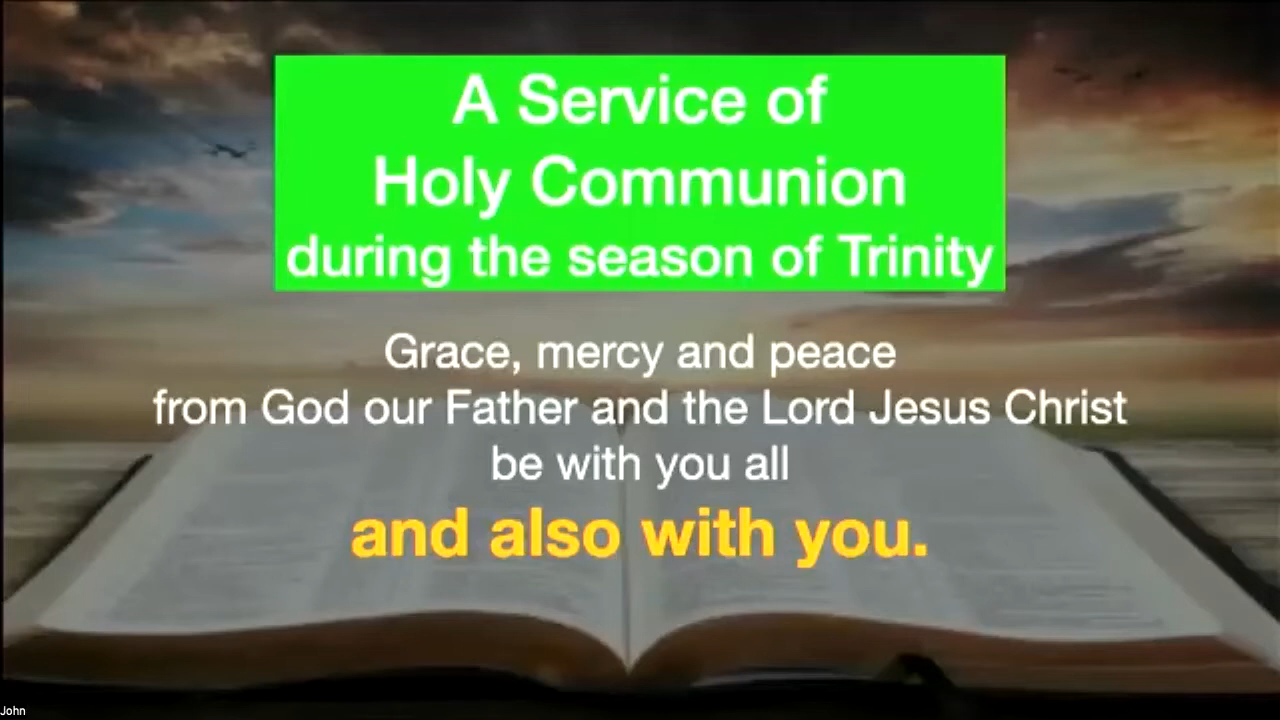 A Service of
Holy Communion
during the season of Trinity
Grace, mercy and peace
from God our Father and the Lord Jesus Christ
be with you all
and also with you.
John